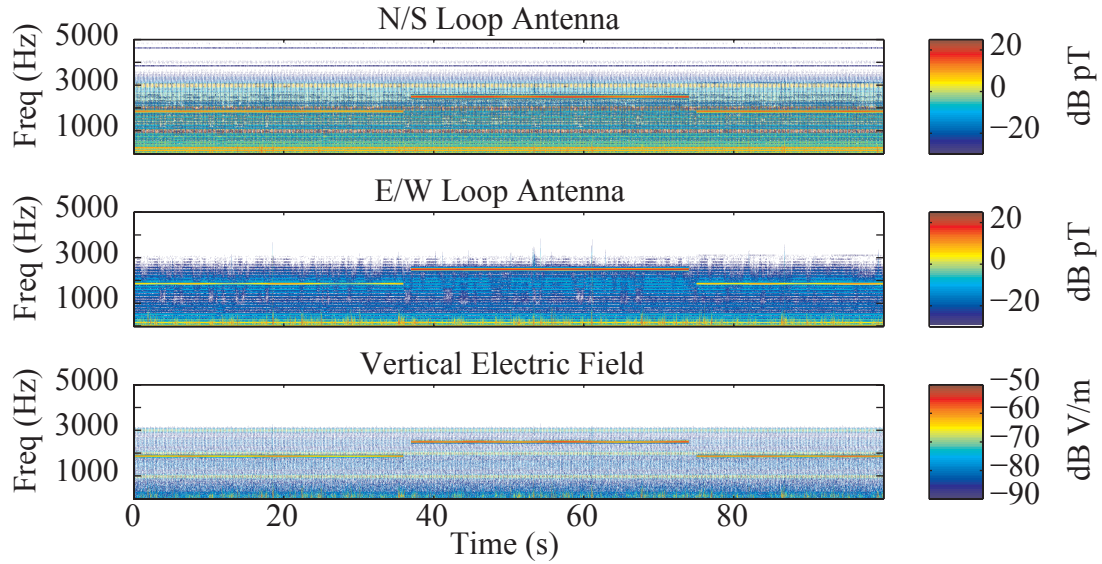 N/S Loop Antenna
Freq (Hz)
5000
3000
1000
20
0
−20
dB pT
E/W Loop Antenna
Freq (Hz)
5000
3000
1000
20
0
−20
dB pT
Vertical Electric Field
Freq (Hz)
5000
3000
1000
−50
−60
−70
−80
−90
dB V/m
0 20 40 60 80
Time (s)